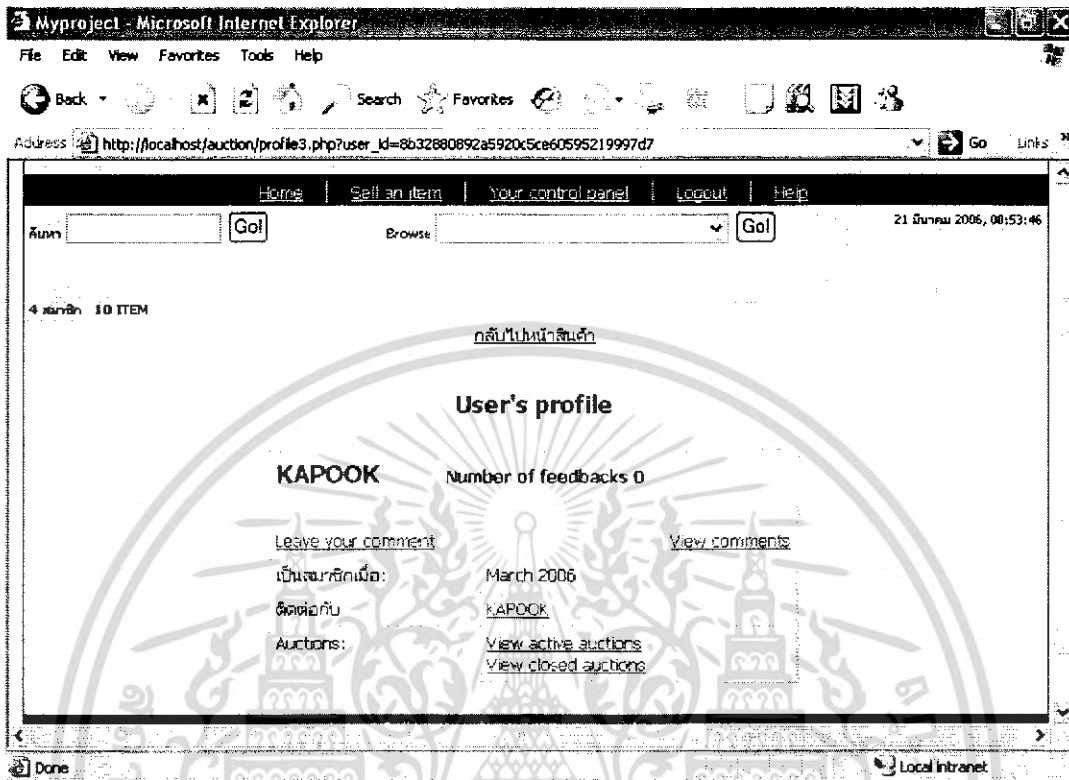 Myproject - Microsoft Internet Explorer
File Edit View Favorites Tools Help
Back Search Favorites
Address http://localhost/auction/profile3.php?user_id=8b32880892a5920c5ce60595219997d7 Go Links »
Home | Sell an item | Your control panel | Logout | Help
ค้นหา Go! Browse Go! 21 มีนาคม 2006, 00:53:46
4 สมาชิก 10 ITEM
กลับไปหน้าสินค้า
User's profile
KAPOOK Number of feedbacks 0
Leave your comment View comments
เป็นสมาชิกเมื่อ: March 2006
ติดต่อกับ KAPOOK
Auctions: View active auctions
View closed auctions
Done Local intranet